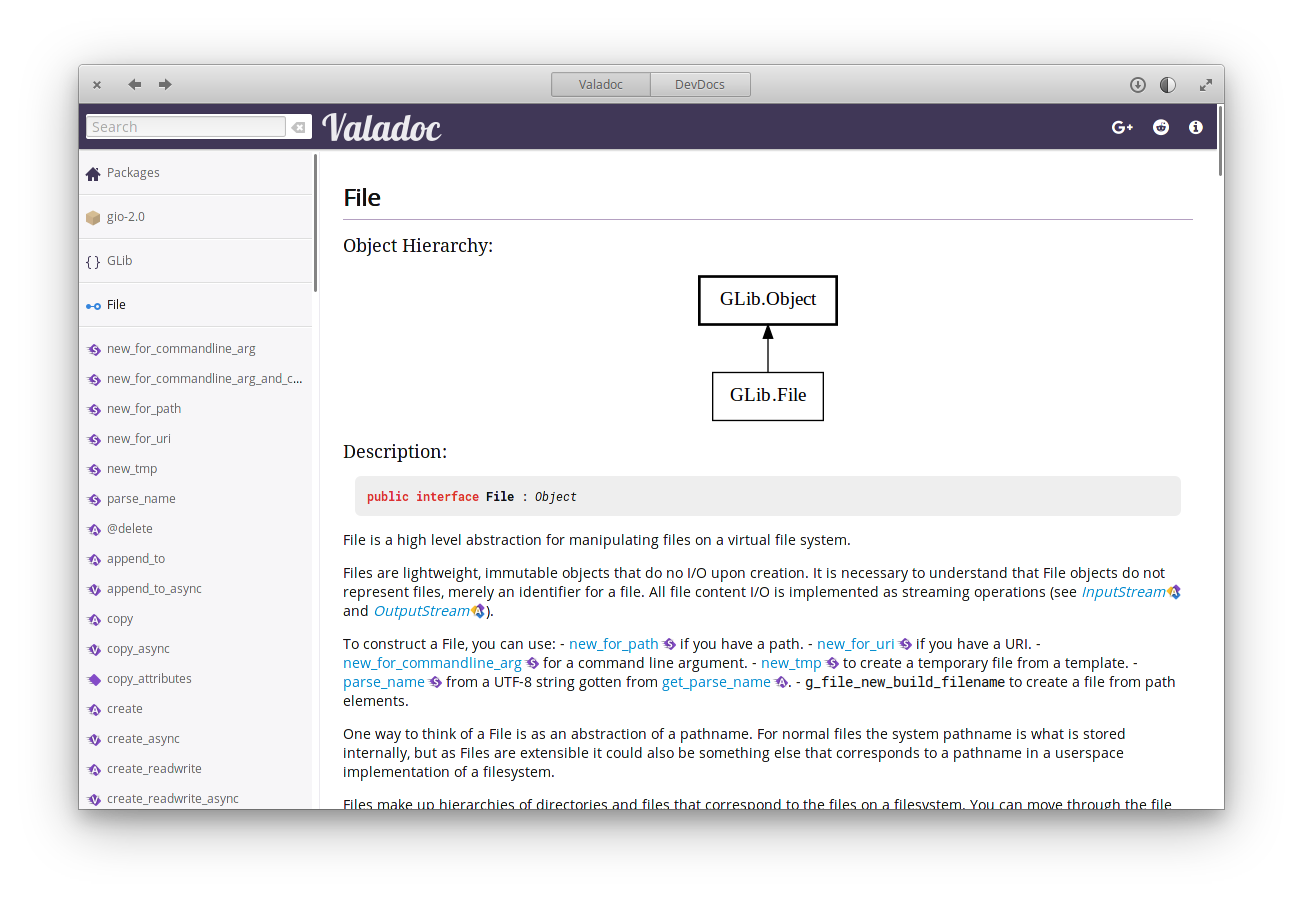 Valadoc
DevDocs
Search
Valadoc
G+
Packages
gio-2.0
{ } GLib
File
new_for_commandline_arg
new_for_commandline_arg_and_c...
new_for_path
new_for_uri
new_tmp
parse_name
@delete
append_to
append_to_async
copy
copy_async
copy_attributes
create
create_async
create_readwrite
create_readwrite_async
File
Object Hierarchy:
GLib.Object
GLib.File
Description:
public interface File : Object
File is a high level abstraction for manipulating files on a virtual file system.
Files are lightweight, immutable objects that do no I/O upon creation. It is necessary to understand that File objects do not
represent files, merely an identifier for a file. All file content I/O is implemented as streaming operations (see InputStream
and OutputStream).
To construct a File, you can use: - new_for_path if you have a path. - new_for_uri if you have a URI. -
new_for_commandline_arg for a command line argument. - new_tmp to create a temporary file from a template. -
parse_name from a UTF-8 string gotten from get_parse_name. - g_file_new_build_filename to create a file from path
elements.
One way to think of a File is as an abstraction of a pathname. For normal files the system pathname is what is stored
internally, but as Files are extensible it could also be something else that corresponds to a pathname in a userspace
implementation of a filesystem.
Files make up hierarchies of directories and files that correspond to the files on a filesystem. You can move through the file